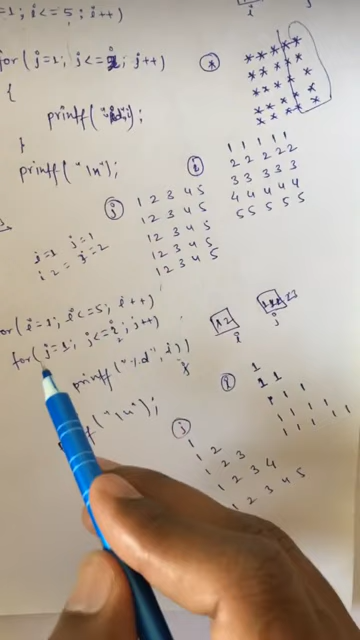 =1; i<=5; i++)
i
j
for(j=1; j<=5; j++)
*
* * * * *
* * * * *
* * * * *
* * * * *
* * * * *
{
printf("
}
printf("\n");
i
1 1 1 1 1
2 2 2 2 2
3 3 3 3 3
4 4 4 4 4
5 5 5 5 5
j
1 2 3 4 5
1 2 3 4 5
1 2 3 4 5
1 2 3 4 5
1 2 3 4 5
i=1 j=1
i=2 j=2
for(i=1; i<=5; i++)
for(j=1; j<=i; j++)
printf("%d", i))
j
f("\n");
1 2
i
j
i
1
1 1
1 1 1
1 1 1 1
1 1 1 1 1
j
1
1 2
1 2 3
1 2 3 4
1 2 3 4 5